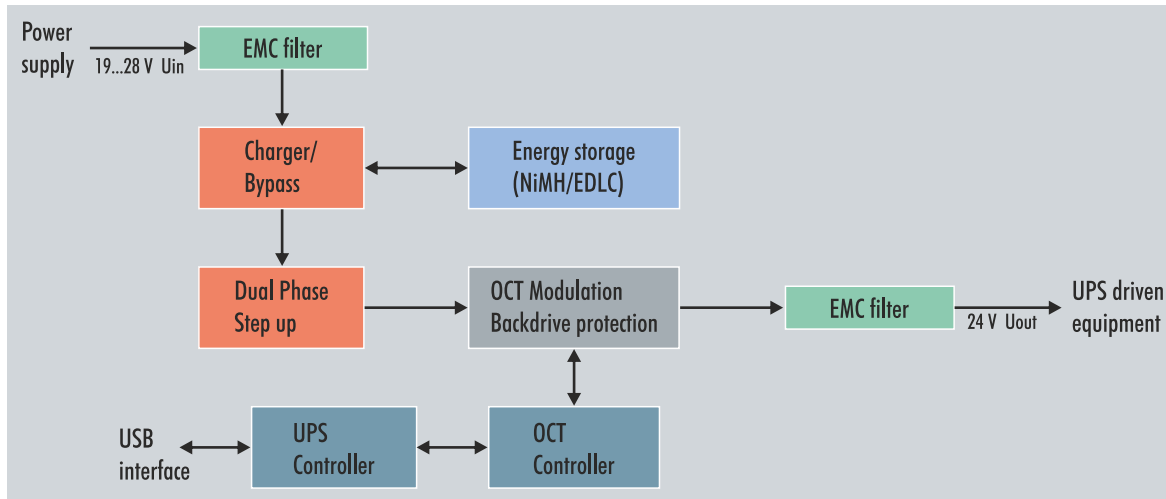 Power
supply
19...28 V Uin
EMC filter
Charger/
Bypass
Energy storage
(NiMH/EDLC)
Dual Phase
Step up
OCT Modulation
Backdrive protection
EMC filter
24 V Uout
UPS driven
equipment
USB
interface
UPS
Controller
OCT
Controller